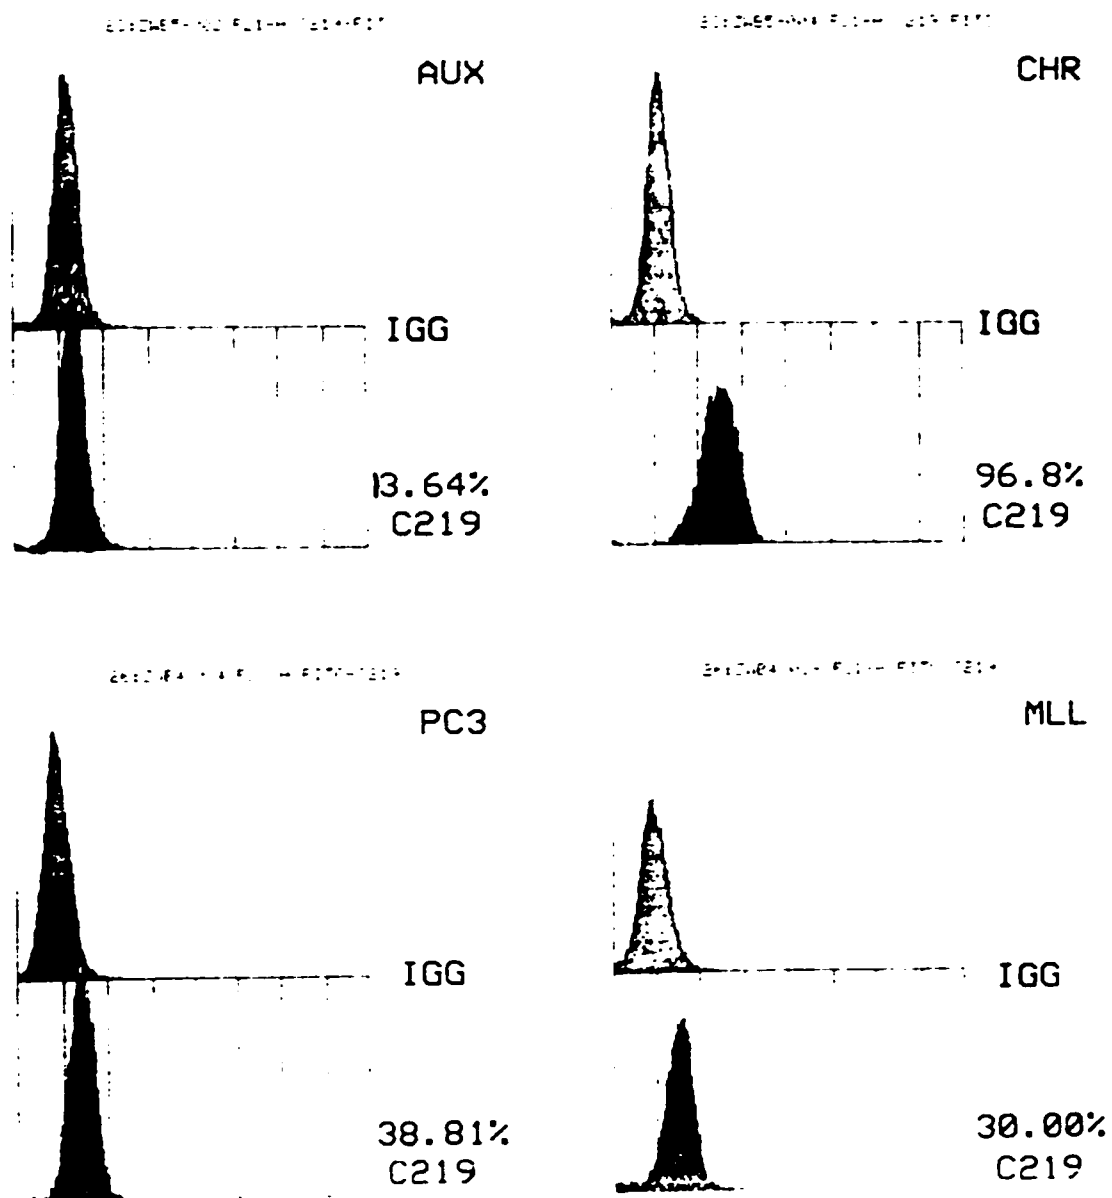 AUX
IGG
13.64%
C219
CHR
IGG
96.8%
C219
PC3
IGG
38.81%
C219
MLL
IGG
30.00%
C219